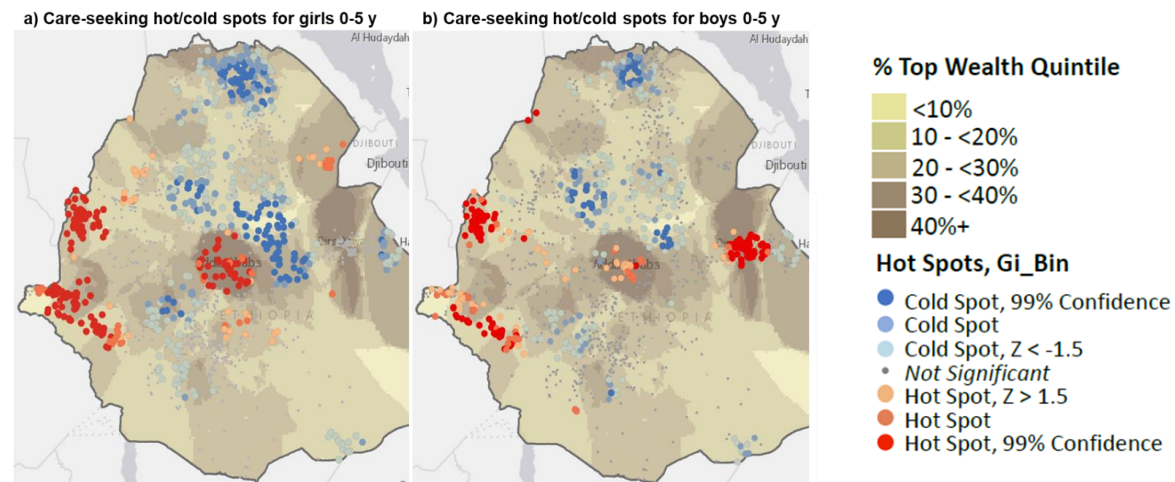 a) Care-seeking hot/cold spots for girls 0-5 y
b) Care-seeking hot/cold spots for boys 0-5 y
Al Hudaydah
DJIBOUTI
Djibouti
ETHIOPIA
Al Hudaydah
DJIBOUTI
Djibouti
ETHIOPIA
% Top Wealth Quintile
<10%
10 - <20%
20 - <30%
30 - <40%
40%+
Hot Spots, Gi_Bin
Cold Spot, 99% Confidence
Cold Spot
Cold Spot, Z < -1.5
Not Significant
Hot Spot, Z > 1.5
Hot Spot
Hot Spot, 99% Confidence